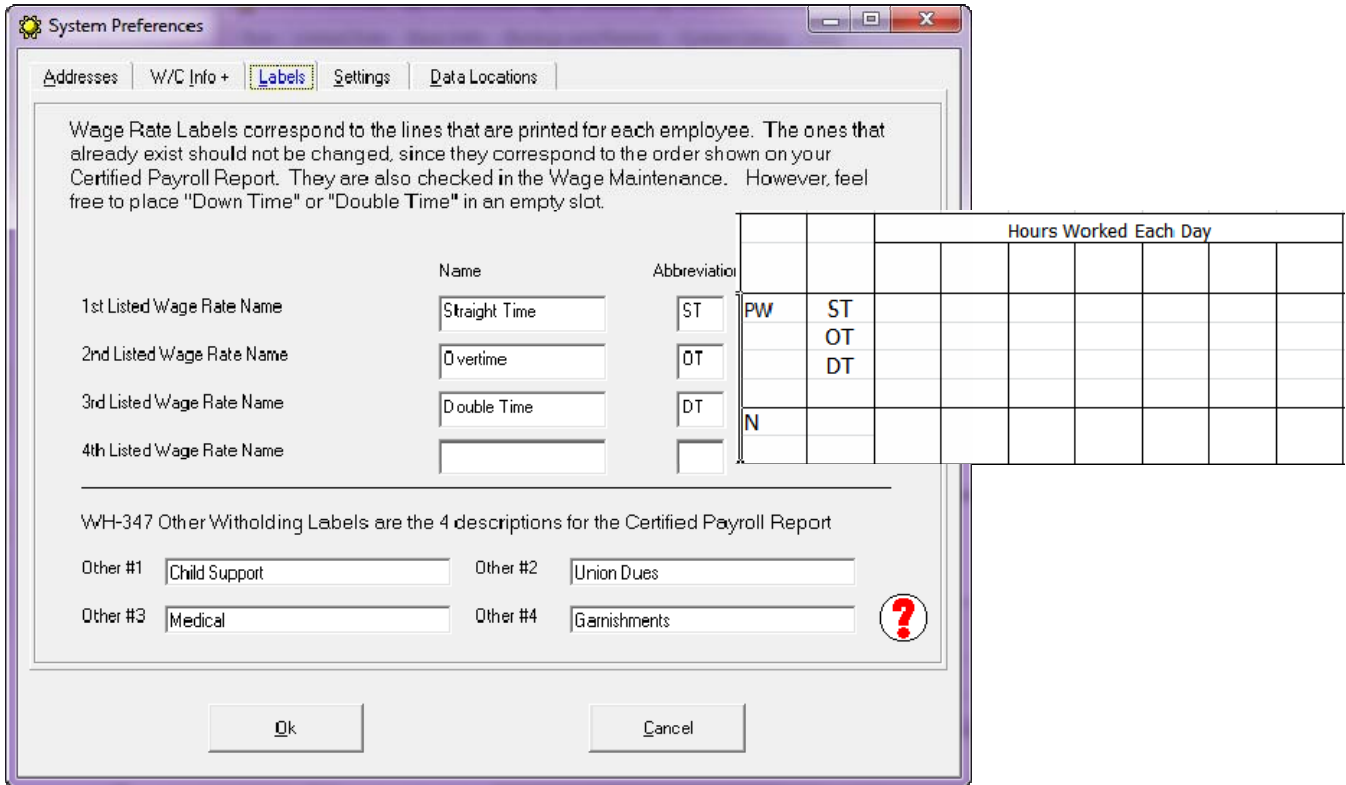 System Preferences
Addresses W/C Info + Labels Settings Data Locations
Wage Rate Labels correspond to the lines that are printed for each employee. The ones that
already exist should not be changed, since they correspond to the order shown on your
Certified Payroll Report. They are also checked in the Wage Maintenance. However, feel
free to place "Down Time" or "Double Time" in an empty slot.
Name Abbreviation
1st Listed Wage Rate Name Straight Time ST
2nd Listed Wage Rate Name Overtime OT
3rd Listed Wage Rate Name Double Time DT
4th Listed Wage Rate Name
Hours Worked Each Day
PW ST
OT
DT
N
WH-347 Other Witholding Labels are the 4 descriptions for the Certified Payroll Report
Other #1 Child Support Other #2 Union Dues
Other #3 Medical Other #4 Garnishments
?
Ok Cancel